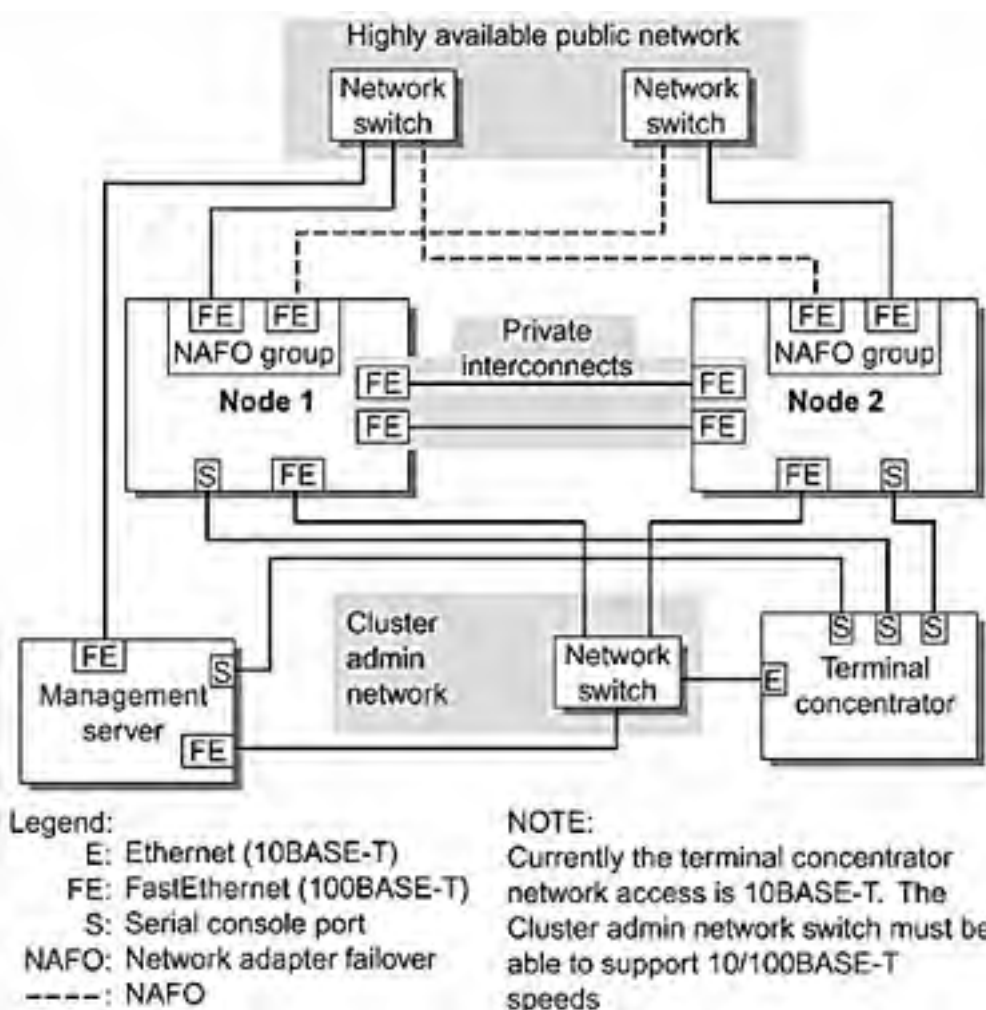 Highly available public network
Network
switch
Network
switch
FE
FE
NAFO group
Node 1
FE
FE
S
FE
Private
interconnects
FE
FE
NAFO group
Node 2
FE
FE
FE
S
Cluster
admin
network
Network
switch
FE
S
Management
server
FE
S
S
S
E
Terminal
concentrator
Legend:
E: Ethernet (10BASE-T)
FE: FastEthernet (100BASE-T)
S: Serial console port
NAFO: Network adapter failover
----: NAFO
NOTE:
Currently the terminal concentrator
network access is 10BASE-T. The
Cluster admin network switch must be
able to support 10/100BASE-T
speeds